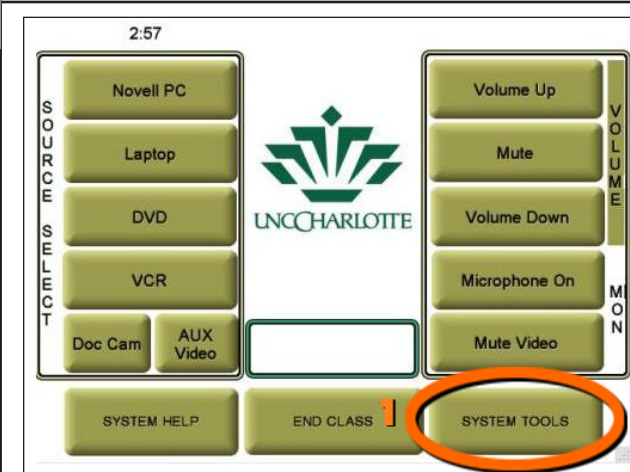 2:57
SOURCE SELECT
Novell PC
Laptop
DVD
VCR
Doc Cam
AUX
Video
UNCCHARLOTTE
Volume Up
Mute
Volume Down
Microphone On
Mute Video
VOLUME
MON
SYSTEM HELP
END CLASS
1
SYSTEM TOOLS